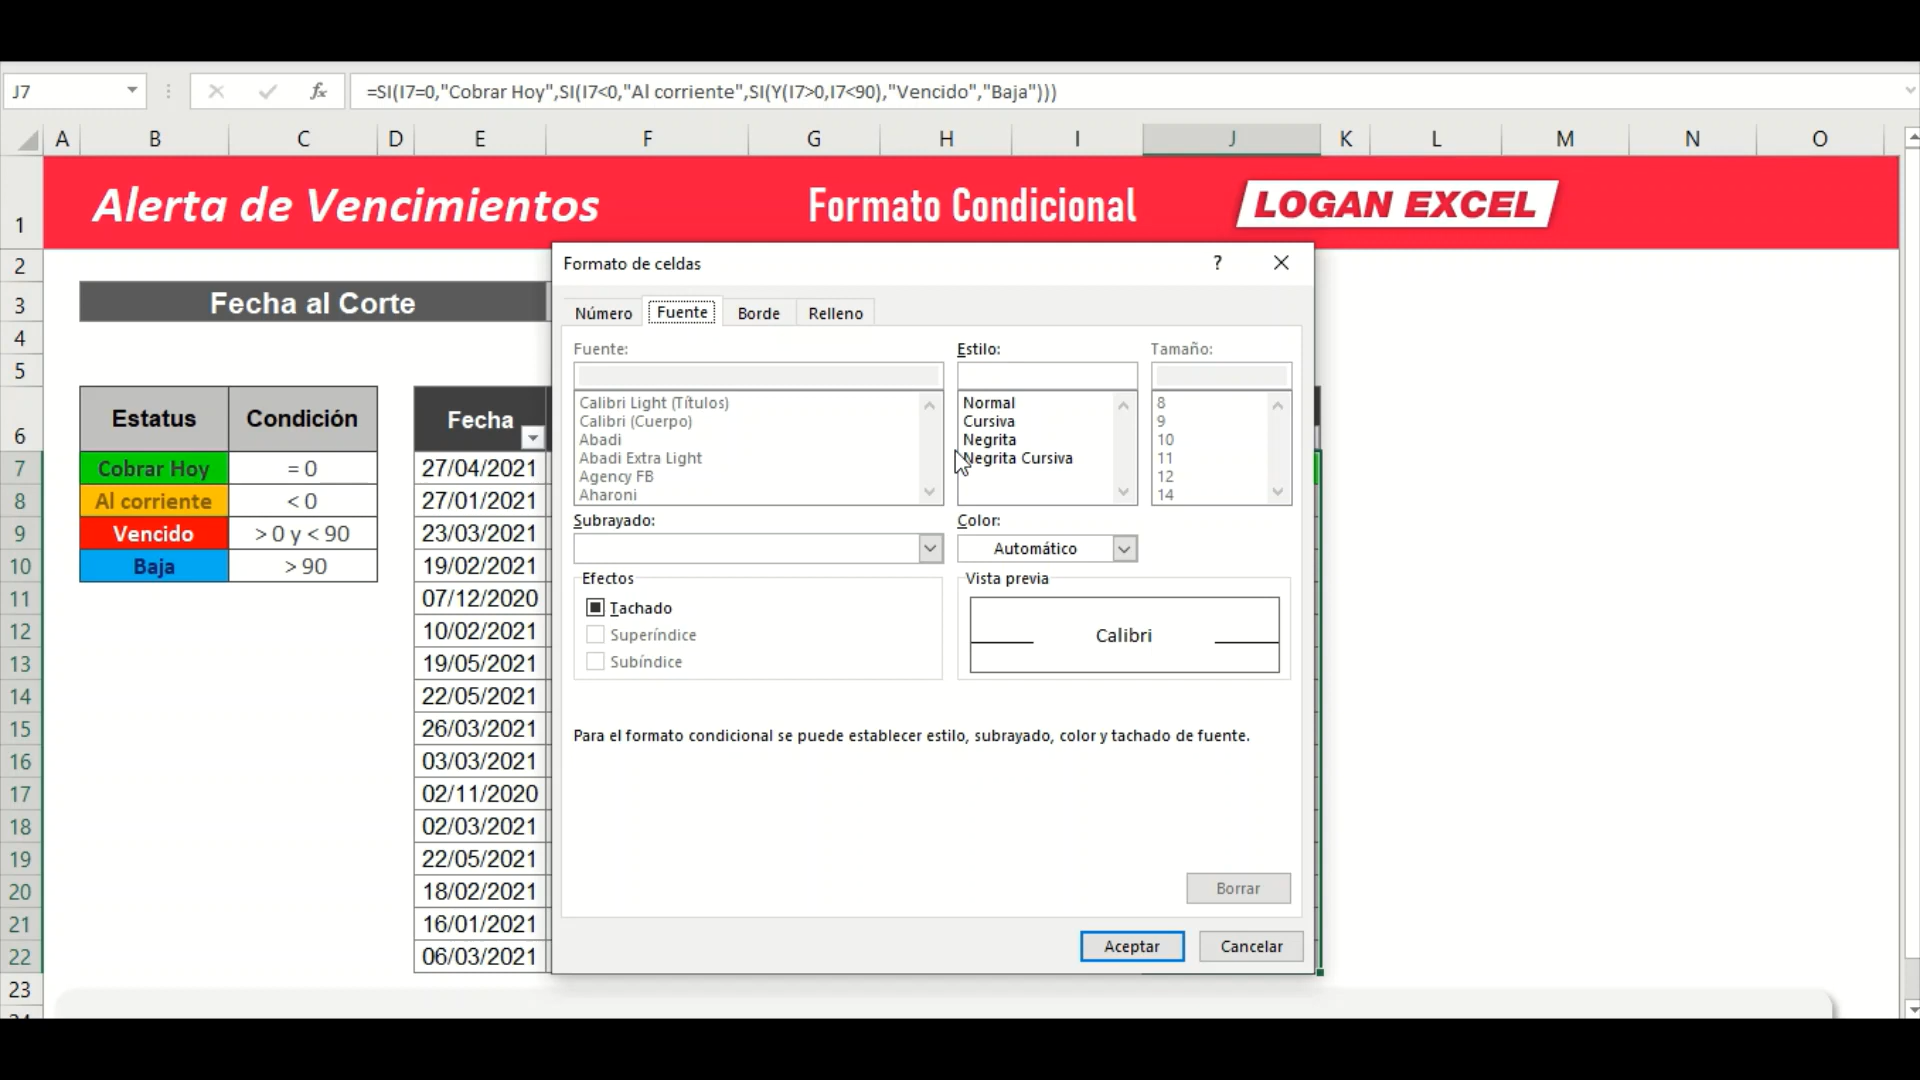 J7
fx
=SI(I7=0,"Cobrar Hoy",SI(I7<0,"Al corriente",SI(Y(I7>0,I7<90),"Vencido","Baja")))
A B C D E F G H I J K L M N O
1 Alerta de Vencimientos Formato Condicional LOGAN EXCEL
2
3 Fecha al Corte
4
5
6 Estatus Condición Fecha
7 Cobrar Hoy = 0 27/04/2021
8 Al corriente < 0 27/01/2021
9 Vencido > 0 y < 90 23/03/2021
10 Baja > 90 19/02/2021
11 07/12/2020
12 10/02/2021
13 19/05/2021
14 22/05/2021
15 26/03/2021
16 03/03/2021
17 02/11/2020
18 02/03/2021
19 22/05/2021
20 18/02/2021
21 16/01/2021
22 06/03/2021
23
Formato de celdas ?
Número Fuente Borde Relleno
Fuente: Estilo: Tamaño:
Calibri Light (Títulos) Normal 8
Calibri (Cuerpo) Cursiva 9
Abadi Negrita 10
Abadi Extra Light Negrita Cursiva 11
Agency FB 12
Aharoni 14
Subrayado: Color:
Automático
Efectos Vista previa
Tachado
Superíndice Calibri
Subíndice
Para el formato condicional se puede establecer estilo, subrayado, color y tachado de fuente.
Borrar
Aceptar Cancelar